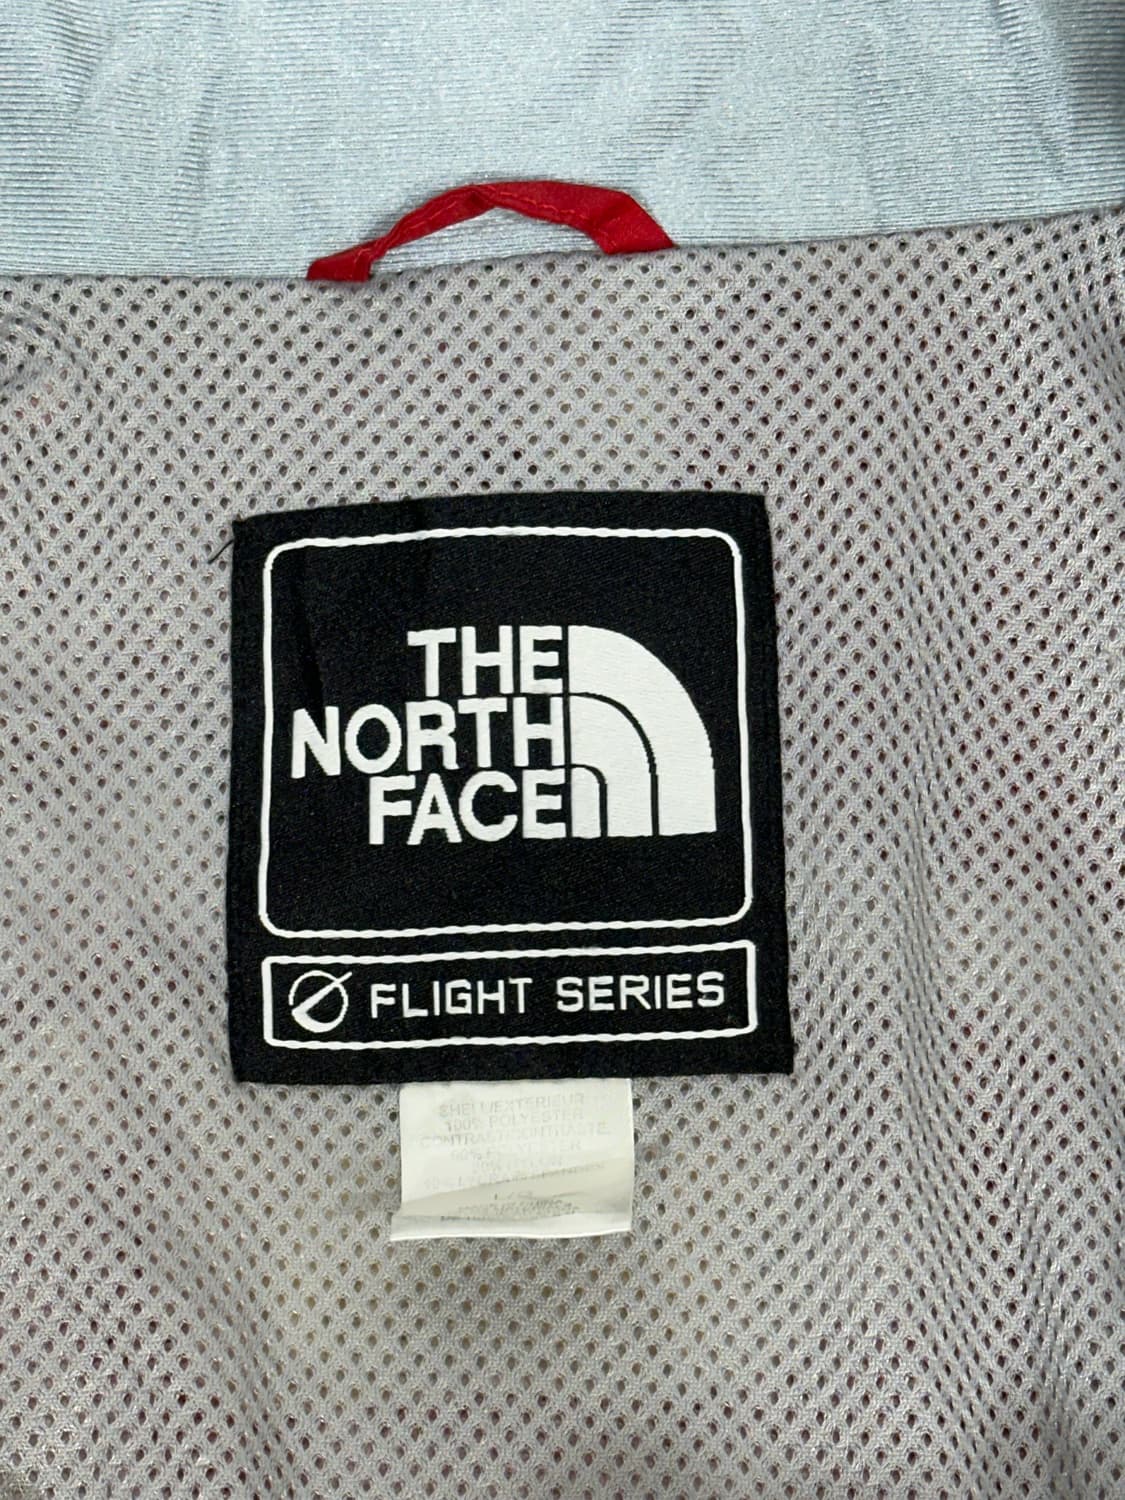 THE
NORTH
FACE
FLIGHT SERIES
SHELL/EXTERIEUR
100% POLYESTER